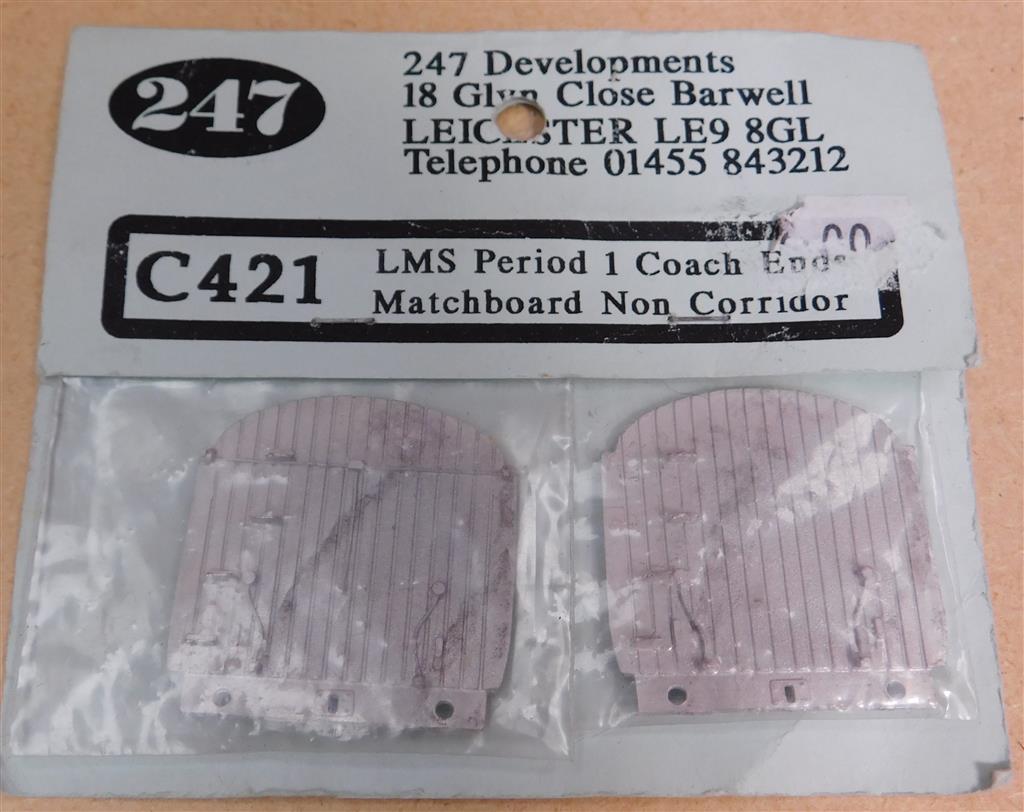 247
247 Developments
18 Glyn Close Barwell
LEICESTER LE9 8GL
Telephone 01455 843212
C421
LMS Period 1 Coach Ends
Matchboard Non Corridor